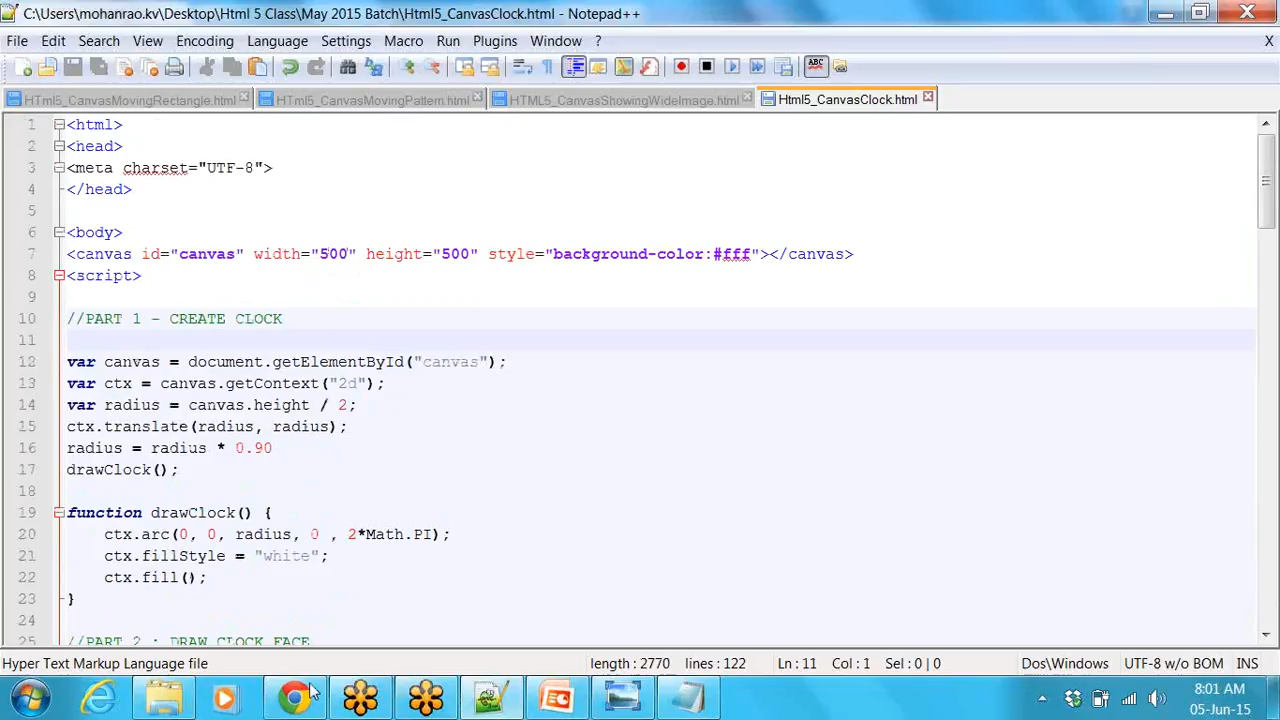 C:\Users\mohanrao.kv\Desktop\Html 5 Class\May 2015 Batch\Html5_CanvasClock.html - Notepad++
File Edit Search View Encoding Language Settings Macro Run Plugins Window ? X
ABC
HTml5_CanvasMovingRectangle.html HTml5_CanvasMovingPattern.html HTML5_CanvasShowingWideImage.html Html5_CanvasClock.html
1 <html>
2 <head>
3 <meta charset="UTF-8">
4 </head>
5
6 <body>
7 <canvas id="canvas" width="500" height="500" style="background-color:#fff"></canvas>
8 <script>
9
10 //PART 1 - CREATE CLOCK
11
12 var canvas = document.getElementById("canvas");
13 var ctx = canvas.getContext("2d");
14 var radius = canvas.height / 2;
15 ctx.translate(radius, radius);
16 radius = radius * 0.90
17 drawClock();
18
19 function drawClock() {
20 ctx.arc(0, 0, radius, 0 , 2*Math.PI);
21 ctx.fillStyle = "white";
22 ctx.fill();
23 }
24
25 //PART 2 : DRAW CLOCK FACE
Hyper Text Markup Language file length : 2770 lines : 122 Ln : 11 Col : 1 Sel : 0 | 0 Dos\Windows UTF-8 w/o BOM INS
8:01 AM
05-Jun-15